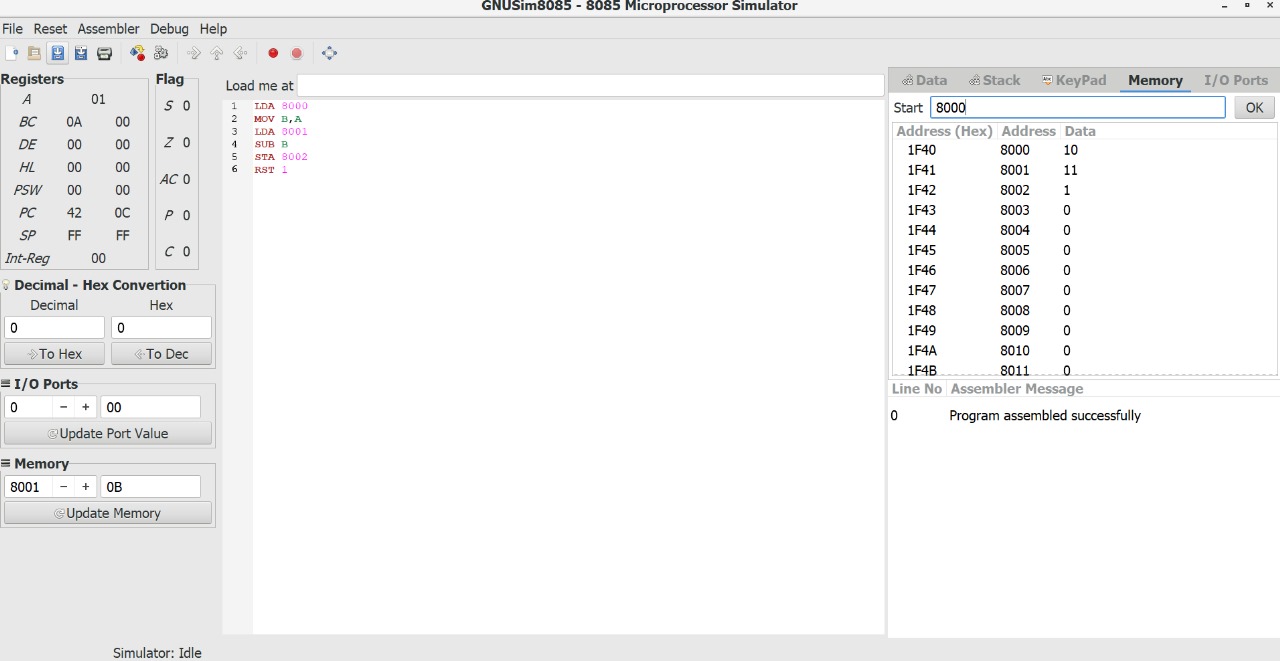 GNUSim8085 - 8085 Microprocessor Simulator
File Reset Assembler Debug Help
Registers
A 01
BC 0A 00
DE 00 00
HL 00 00
PSW 00 00
PC 42 0C
SP FF FF
Int-Reg 00
Flag
S 0
Z 0
AC 0
P 0
C 0
Decimal - Hex Convertion
Decimal Hex
0 0
To Hex To Dec
I/O Ports
0 − + 00
Update Port Value
Memory
8001 − + 0B
Update Memory
Load me at
1 LDA 8000
2 MOV B,A
3 LDA 8001
4 SUB B
5 STA 8002
6 RST 1
Data Stack KeyPad Memory I/O Ports
Start 8000 OK
Address (Hex) Address Data
1F40 8000 10
1F41 8001 11
1F42 8002 1
1F43 8003 0
1F44 8004 0
1F45 8005 0
1F46 8006 0
1F47 8007 0
1F48 8008 0
1F49 8009 0
1F4A 8010 0
1F4B 8011 0
Line No Assembler Message
0 Program assembled successfully
Simulator: Idle